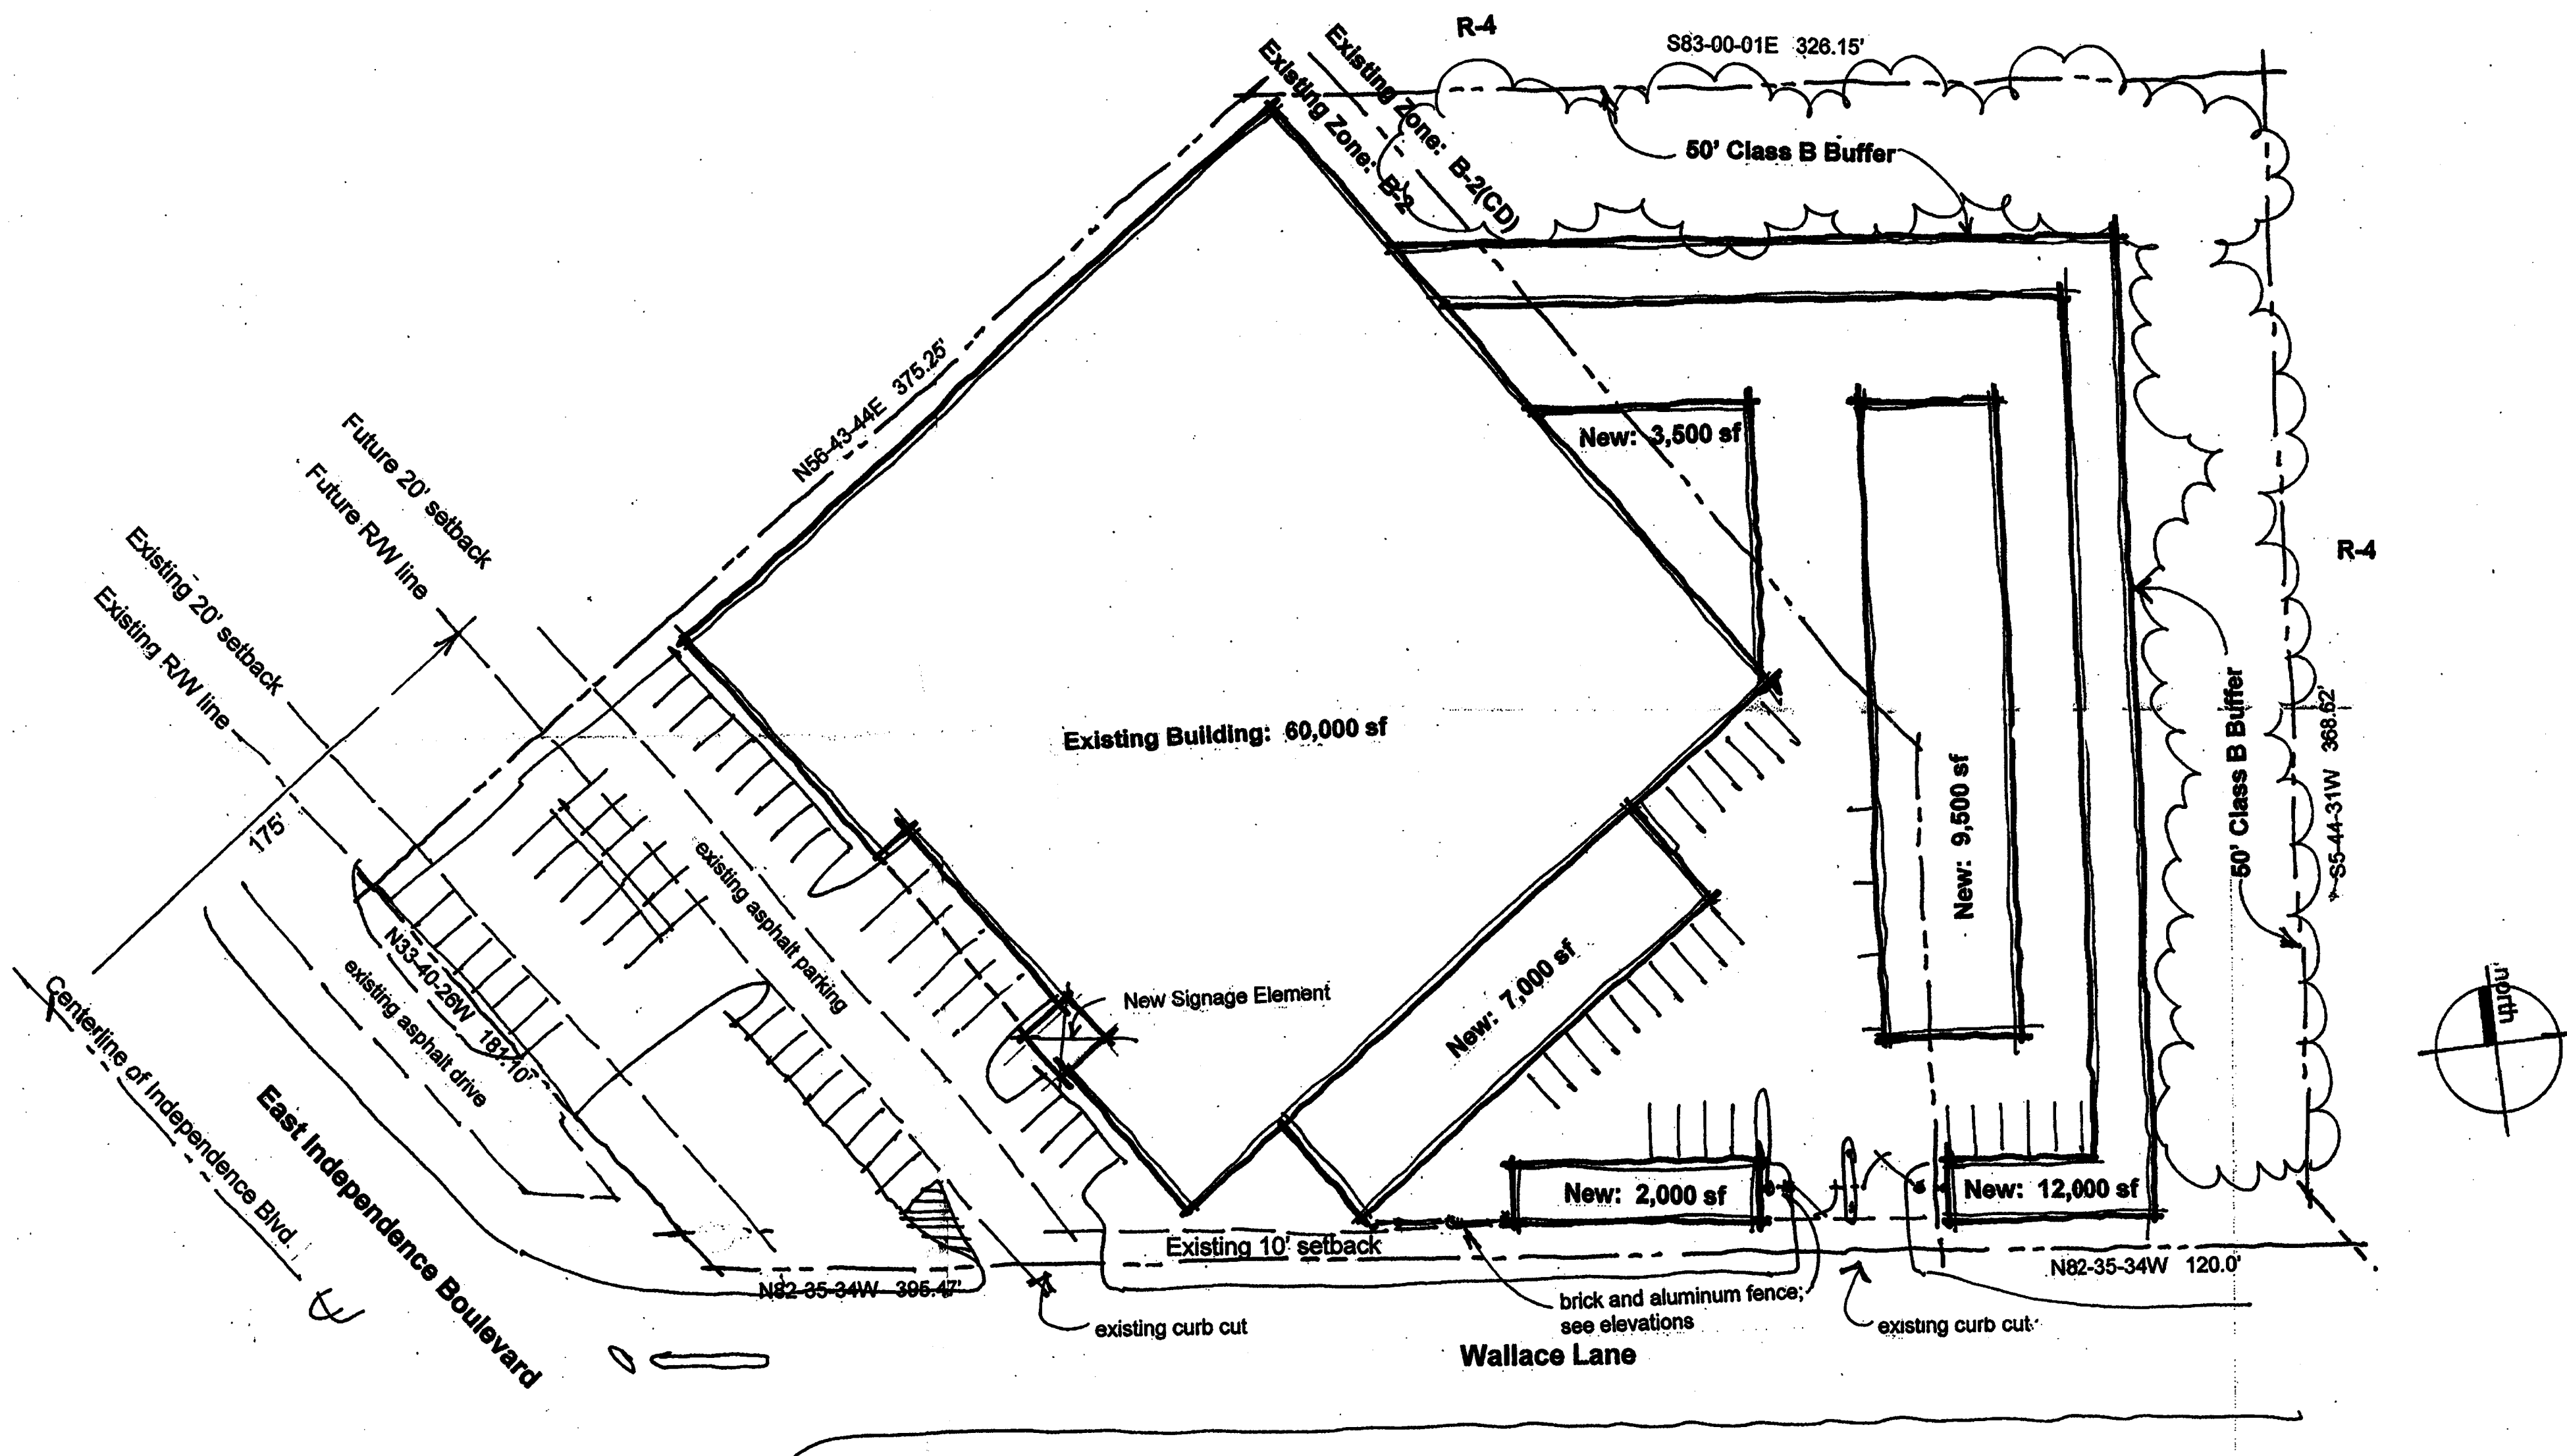 R-4
S83-00-01E 326.15'
Existing Zone: B-2(CD)
Existing Zone: B-2
50' Class B Buffer
N56-43-44E 375.25'
Future 20' setback
Future R/W line
Existing 20' setback
Existing R/W line
New: 3,500 sf
R-4
Existing Building: 60,000 sf
50' Class B Buffer
S5-44-31W 368.62'
New: 9,500 sf
175'
existing asphalt parking
N33-40-26W 181.10'
existing asphalt drive
New Signage Element
New: 7,000 sf
north
Centerline of Independence Blvd.
East Independence Boulevard
New: 2,000 sf
New: 12,000 sf
Existing 10' setback
N82-35-34W 395.47'
N82-35-34W 120.0'
brick and aluminum fence;
see elevations
existing curb cut
existing curb cut
Wallace Lane